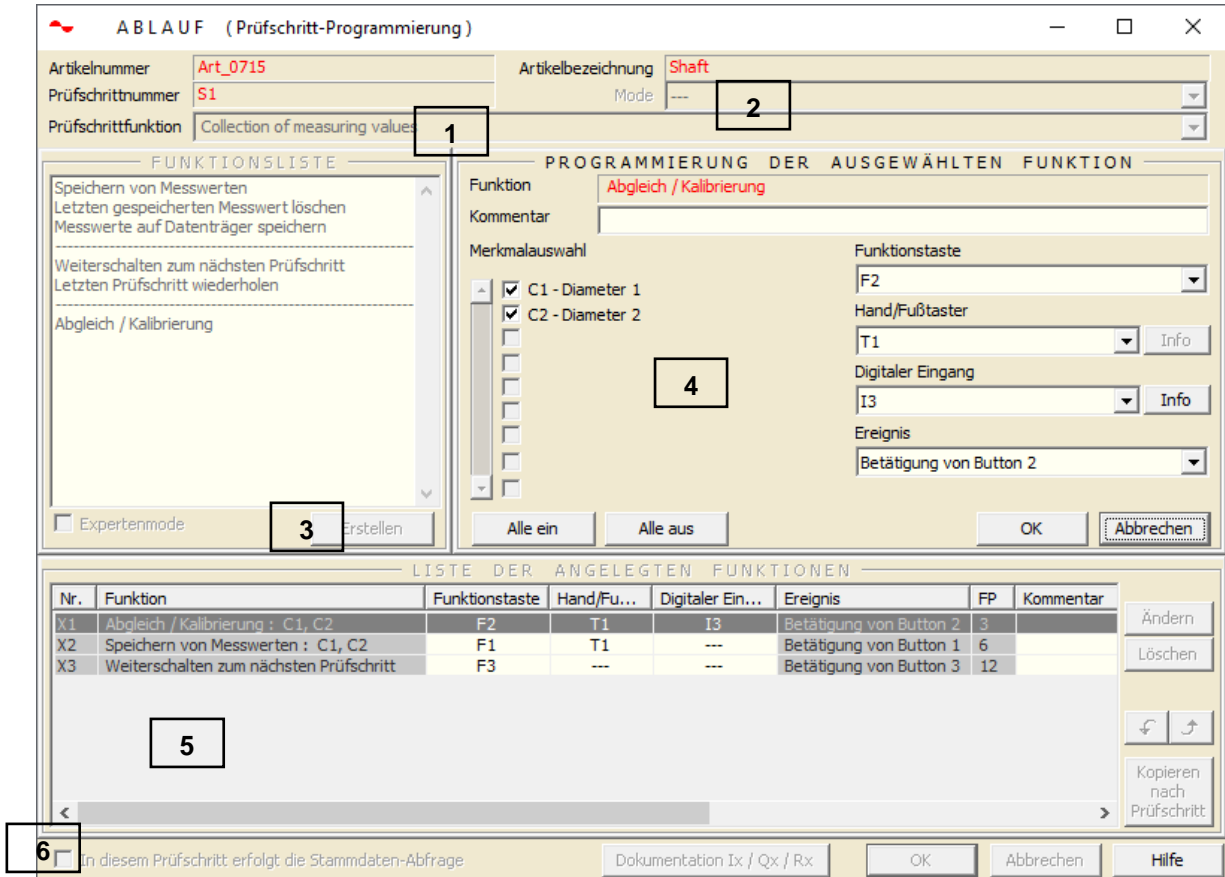 ABLAUF (Prüfschritt-Programmierung)
Artikelnummer Art_0715 Artikelbezeichnung Shaft
Prüfschrittnummer S1 Mode ---
2
Prüfschrittfunktion Collection of measuring values
1
FUNKTIONSLISTE
Speichern von Messwerten
Letzten gespeicherten Messwert löschen
Messwerte auf Datenträger speichern
Weiterschalten zum nächsten Prüfschritt
Letzten Prüfschritt wiederholen
Abgleich / Kalibrierung
Expertenmode
3
Erstellen
PROGRAMMIERUNG DER AUSGEWÄHLTEN FUNKTION
Funktion Abgleich / Kalibrierung
Kommentar
Merkmalauswahl
C1 - Diameter 1
C2 - Diameter 2
4
Funktionstaste
F2
Hand/Fußtaster
T1 Info
Digitaler Eingang
I3 Info
Ereignis
Betätigung von Button 2
Alle ein Alle aus OK Abbrechen
LISTE DER ANGELEGTEN FUNKTIONEN
Nr. Funktion Funktionstaste Hand/Fu... Digitaler Ein... Ereignis FP Kommentar
X1 Abgleich / Kalibrierung : C1, C2 F2 T1 I3 Betätigung von Button 2 3
X2 Speichern von Messwerten : C1, C2 F1 T1 --- Betätigung von Button 1 6
X3 Weiterschalten zum nächsten Prüfschritt F3 --- --- Betätigung von Button 3 12
5
Ändern
Löschen
Kopieren
nach
Prüfschritt
6
In diesem Prüfschritt erfolgt die Stammdaten-Abfrage Dokumentation Ix / Qx / Rx OK Abbrechen Hilfe